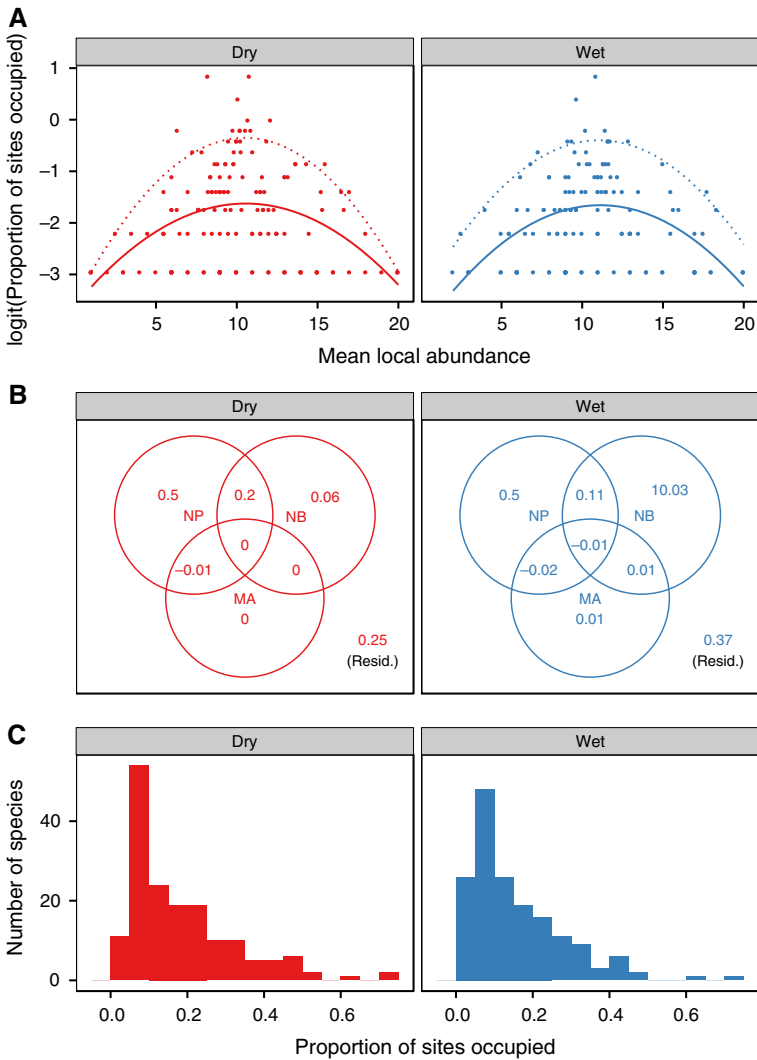 A
Dry
Wet
logit(Proportion of sites occupied)
1
0
−1
−2
−3
5
10
15
20
5
10
15
20
Mean local abundance
B
Dry
Wet
0.5
0.2
0.06
NP
NB
0
−0.01
0
MA
0
0.25
(Resid.)
0.5
0.11
10.03
NP
NB
−0.01
−0.02
0.01
MA
0.01
0.37
(Resid.)
C
Dry
Wet
Number of species
40
20
0
0.0
0.2
0.4
0.6
0.0
0.2
0.4
0.6
Proportion of sites occupied